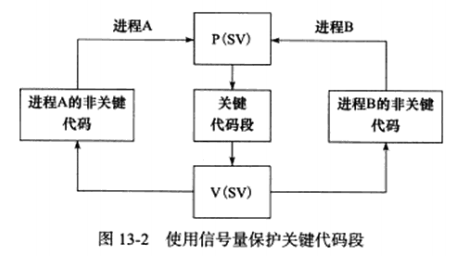 进程A
P(SV)
进程B
进程A的非关键
代码
关键
代码段
进程B的非关键
代码
V(SV)
图 13-2 使用信号量保护关键代码段